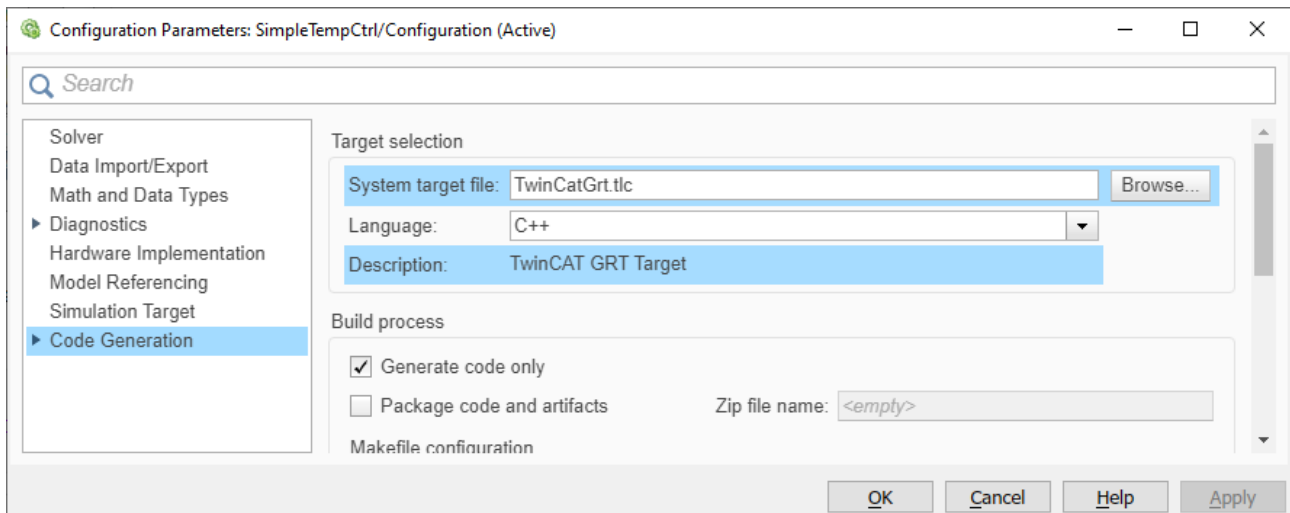 Configuration Parameters: SimpleTempCtrl/Configuration (Active)
Search
Solver
Data Import/Export
Math and Data Types
Diagnostics
Hardware Implementation
Model Referencing
Simulation Target
Code Generation
Target selection
System target file: TwinCatGrt.tlc Browse...
Language: C++
Description: TwinCAT GRT Target
Build process
Generate code only
Package code and artifacts Zip file name: <empty>
Makefile configuration
OK Cancel Help Apply